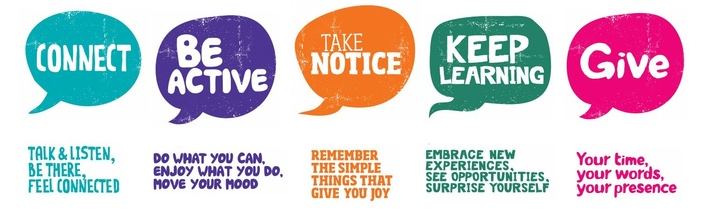 CONNECT
BE
ACTIVE
TAKE
NOTICE
KEEP
LEARNING
Give
TALK & LISTEN,
BE THERE,
FEEL CONNECTED
DO WHAT YOU CAN,
ENJOY WHAT YOU DO,
MOVE YOUR MOOD
REMEMBER
THE SIMPLE
THINGS THAT
GIVE YOU JOY
EMBRACE NEW
EXPERIENCES,
SEE OPPORTUNITIES,
SURPRISE YOURSELF
Your time,
your words,
your presence